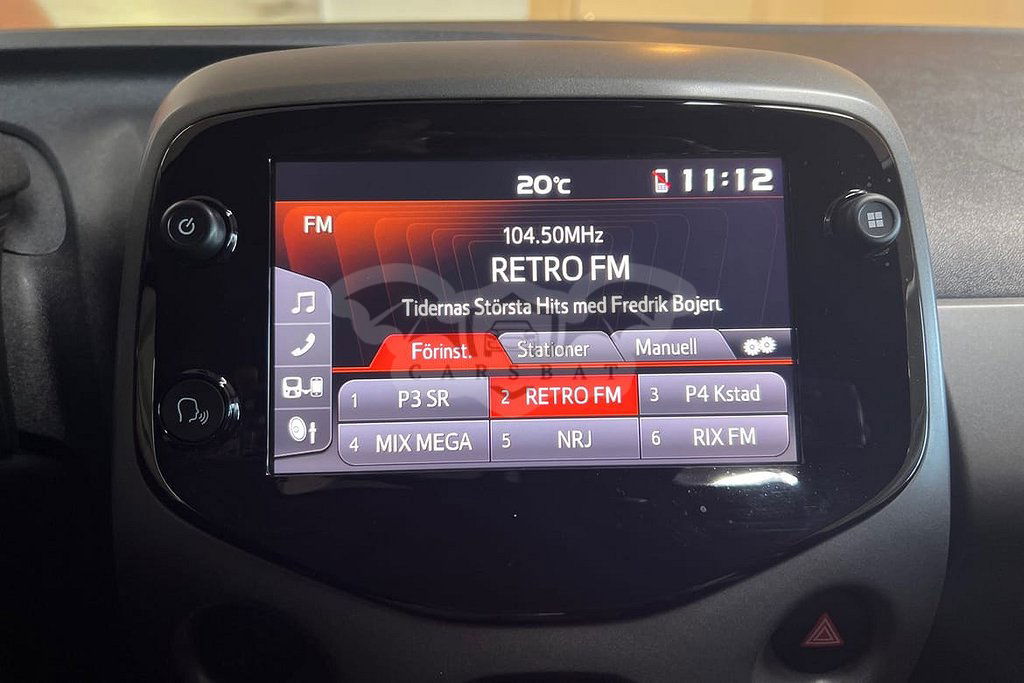 20°C 11:12
FM
104.50MHz
RETRO FM
Tidernas Största Hits med Fredrik Bojeru
Förinst. Stationer Manuell
CARSBAT
1 P3 SR 2 RETRO FM 3 P4 Kstad
4 MIX MEGA 5 NRJ 6 RIX FM